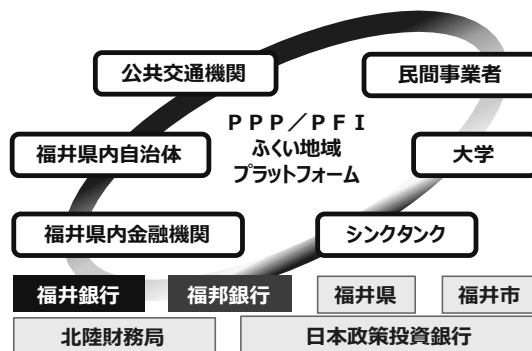 公共交通機関
民間事業者
ＰＰＰ／ＰＦＩ
ふくい地域
プラットフォーム
福井県内自治体
大学
福井県内金融機関
シンクタンク
福井銀行
福邦銀行
福井県
福井市
北陸財務局
日本政策投資銀行